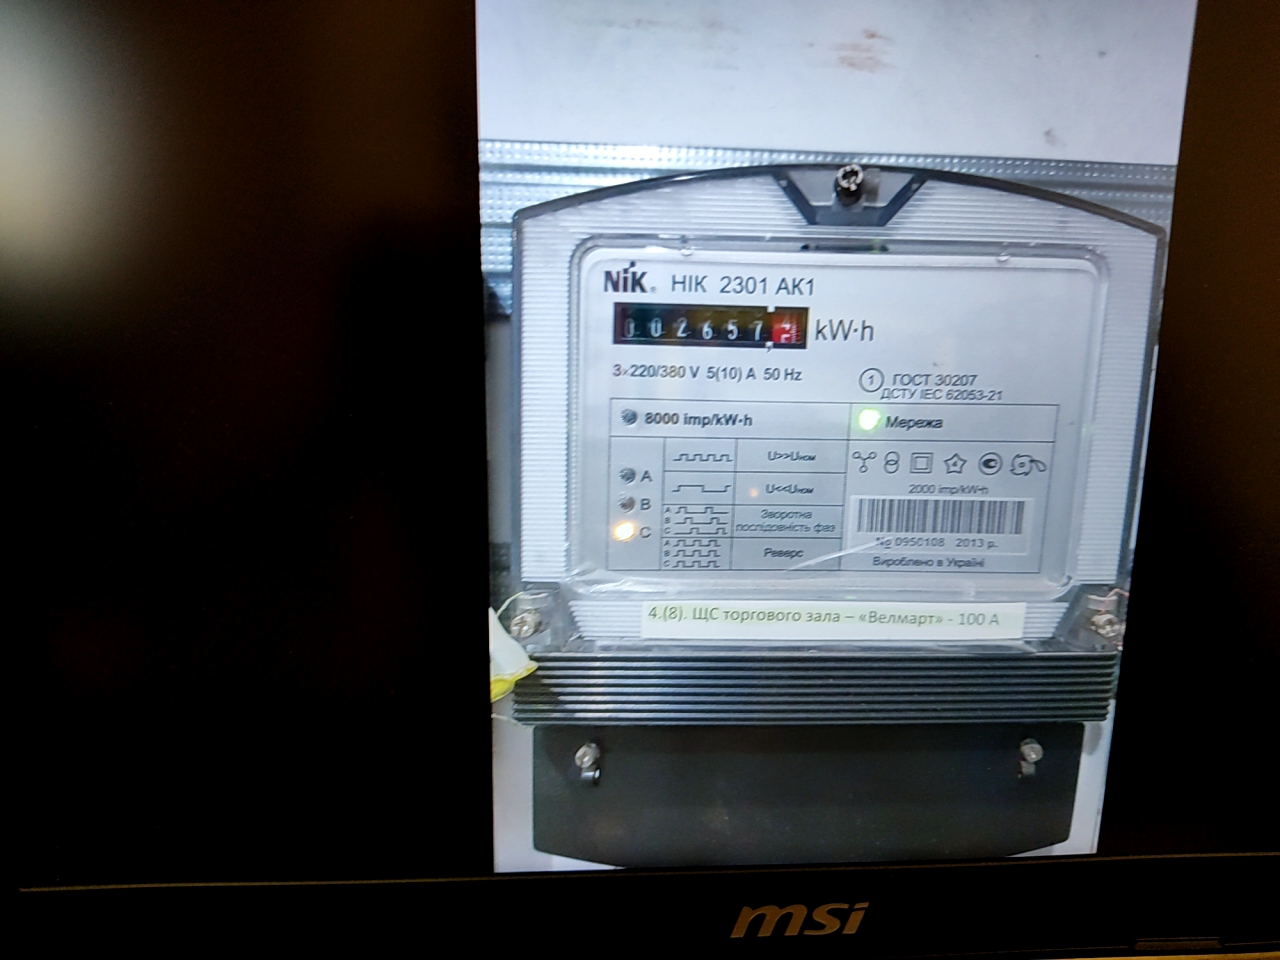 NiK® НІК 2301 АК1
002657 kW·h
3×220/380 V 5(10) A 50 Hz
1 ГОСТ 30207
ДСТУ IEC 62053-21
8000 imp/kW·h
Мережа
A
B
C
U>>Uном
U<<Uном
A
B
C
Зворотна
послідовність фаз
A
B
C
Реверс
2000 imp/kW·h
№ 0950108 2013 р.
Вироблено в Україні
4.(8). ЩС торгового зала – «Велмарт» - 100 А
msi